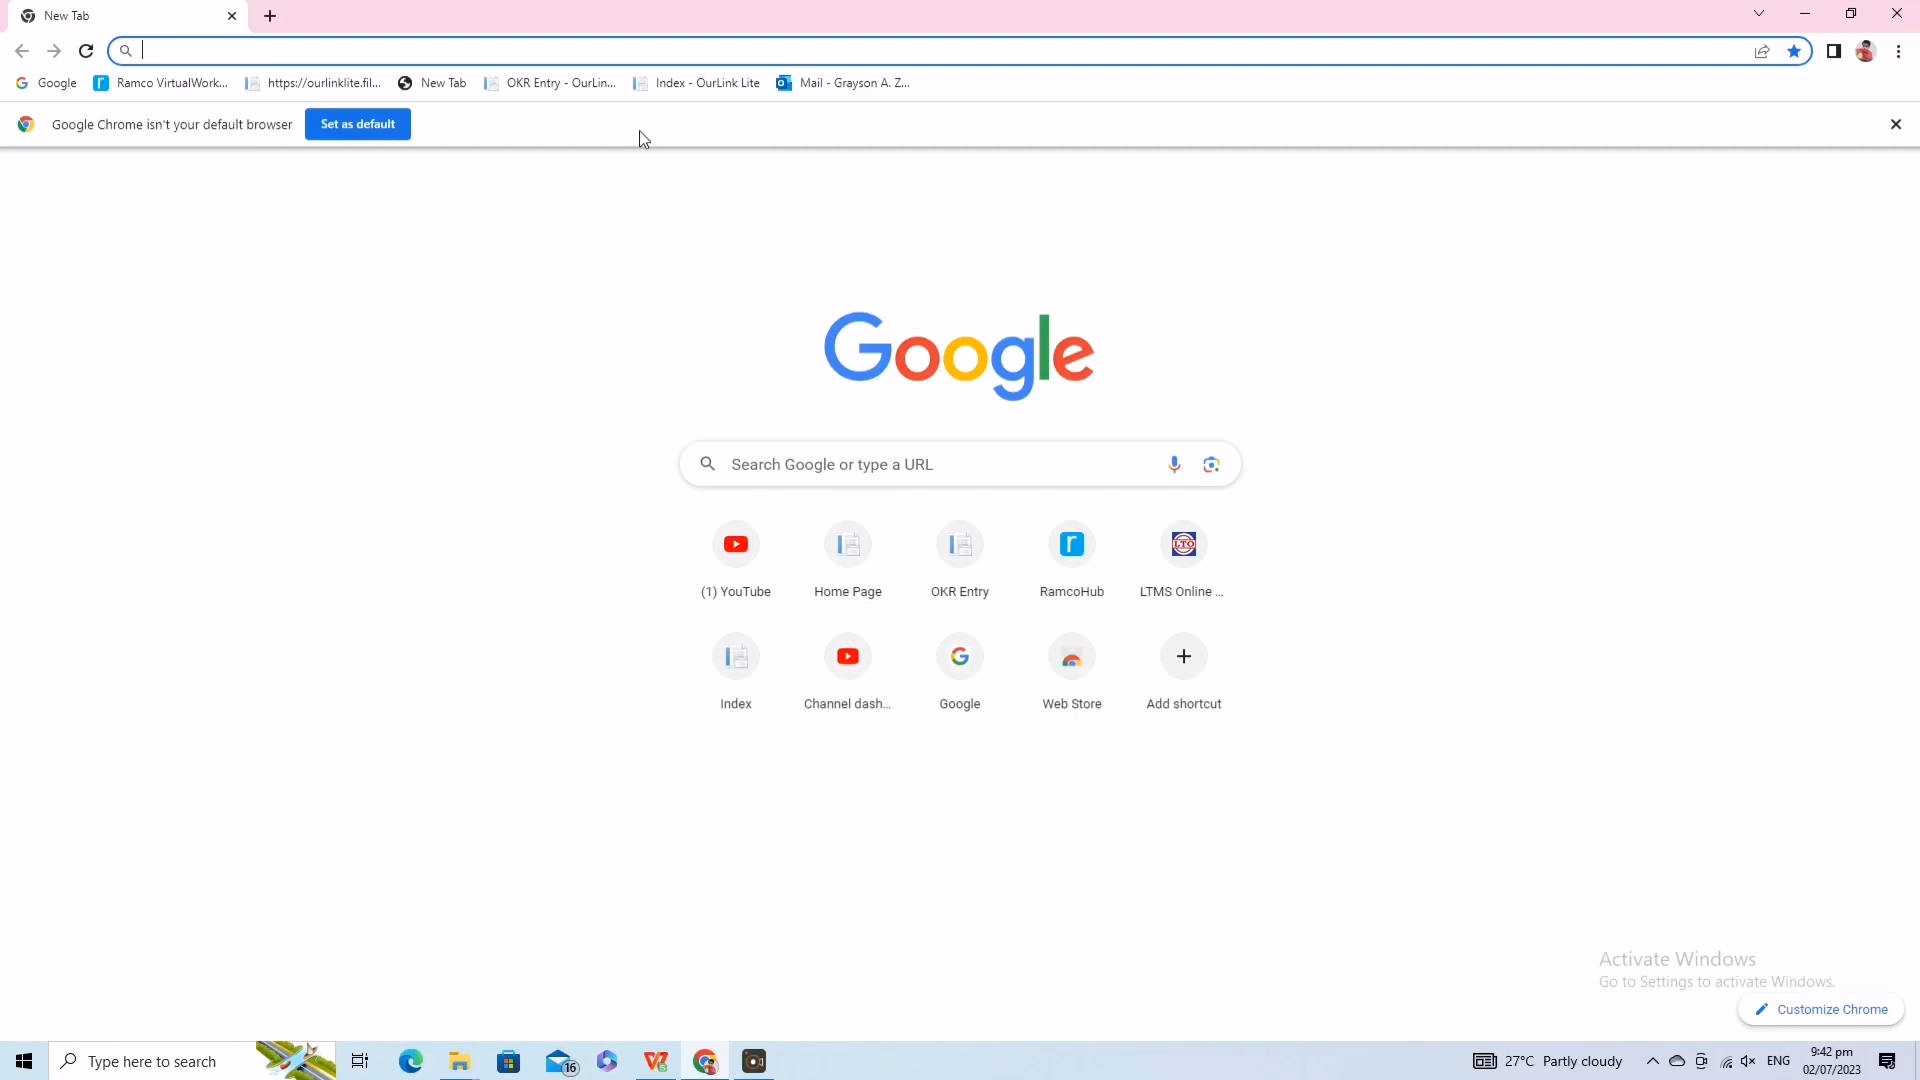 New Tab
Google
Ramco VirtualWork...
https://ourlinklite.fil...
New Tab
OKR Entry - OurLin...
Index - OurLink Lite
Mail - Grayson A. Z...
Google Chrome isn't your default browser
Set as default
Google
Search Google or type a URL
(1) YouTube
Home Page
OKR Entry
RamcoHub
LTO
LTMS Online ...
Index
Channel dash...
Google
Web Store
Add shortcut
Activate Windows
Go to Settings to activate Windows.
Customize Chrome
Type here to search
16
27°C Partly cloudy
ENG
9:42 pm
02/07/2023